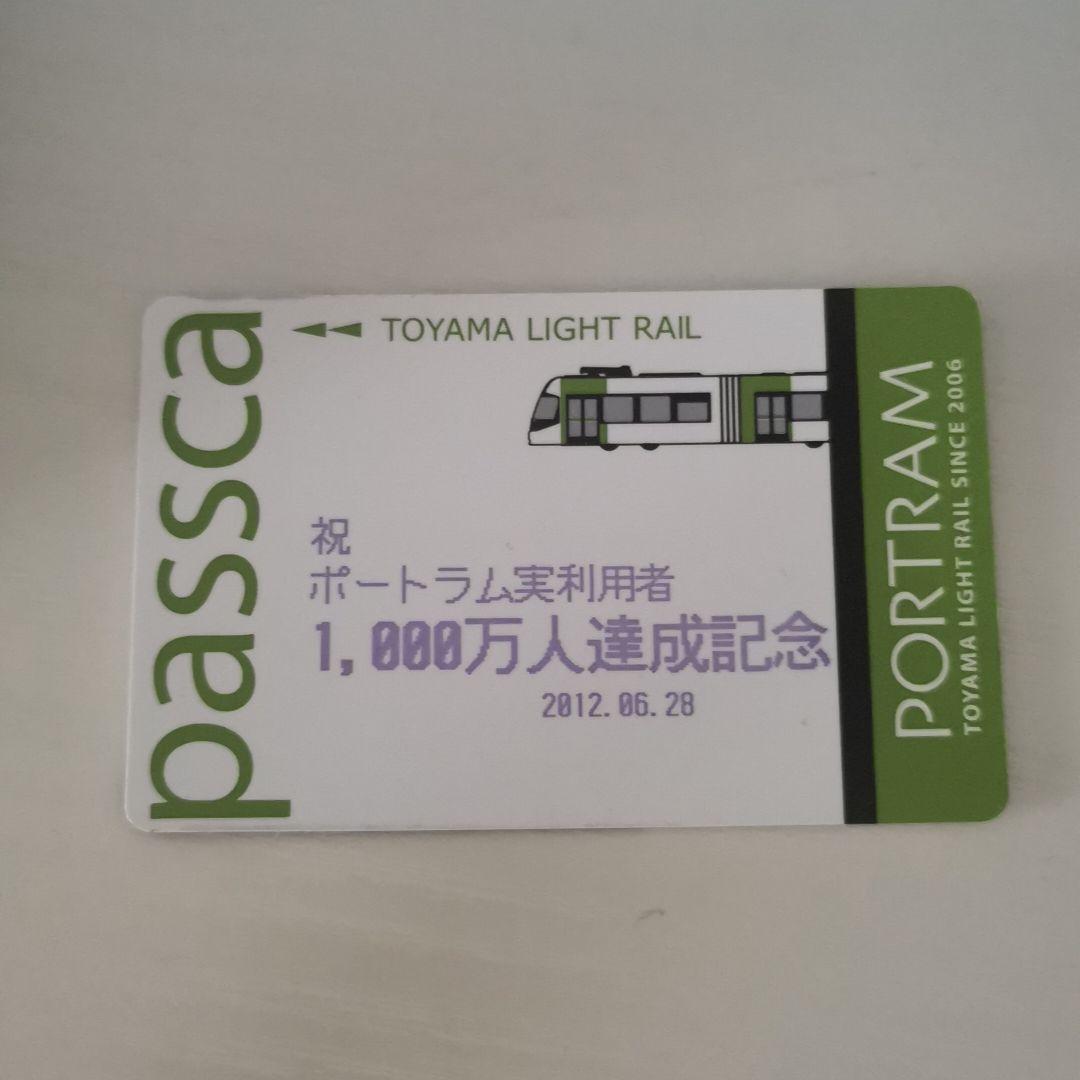 passca
TOYAMA LIGHT RAIL
祝
ポートラム実利用者
1,000万人達成記念
2012.06.28
PORTRAM
TOYAMA LIGHT RAIL SINCE 2006